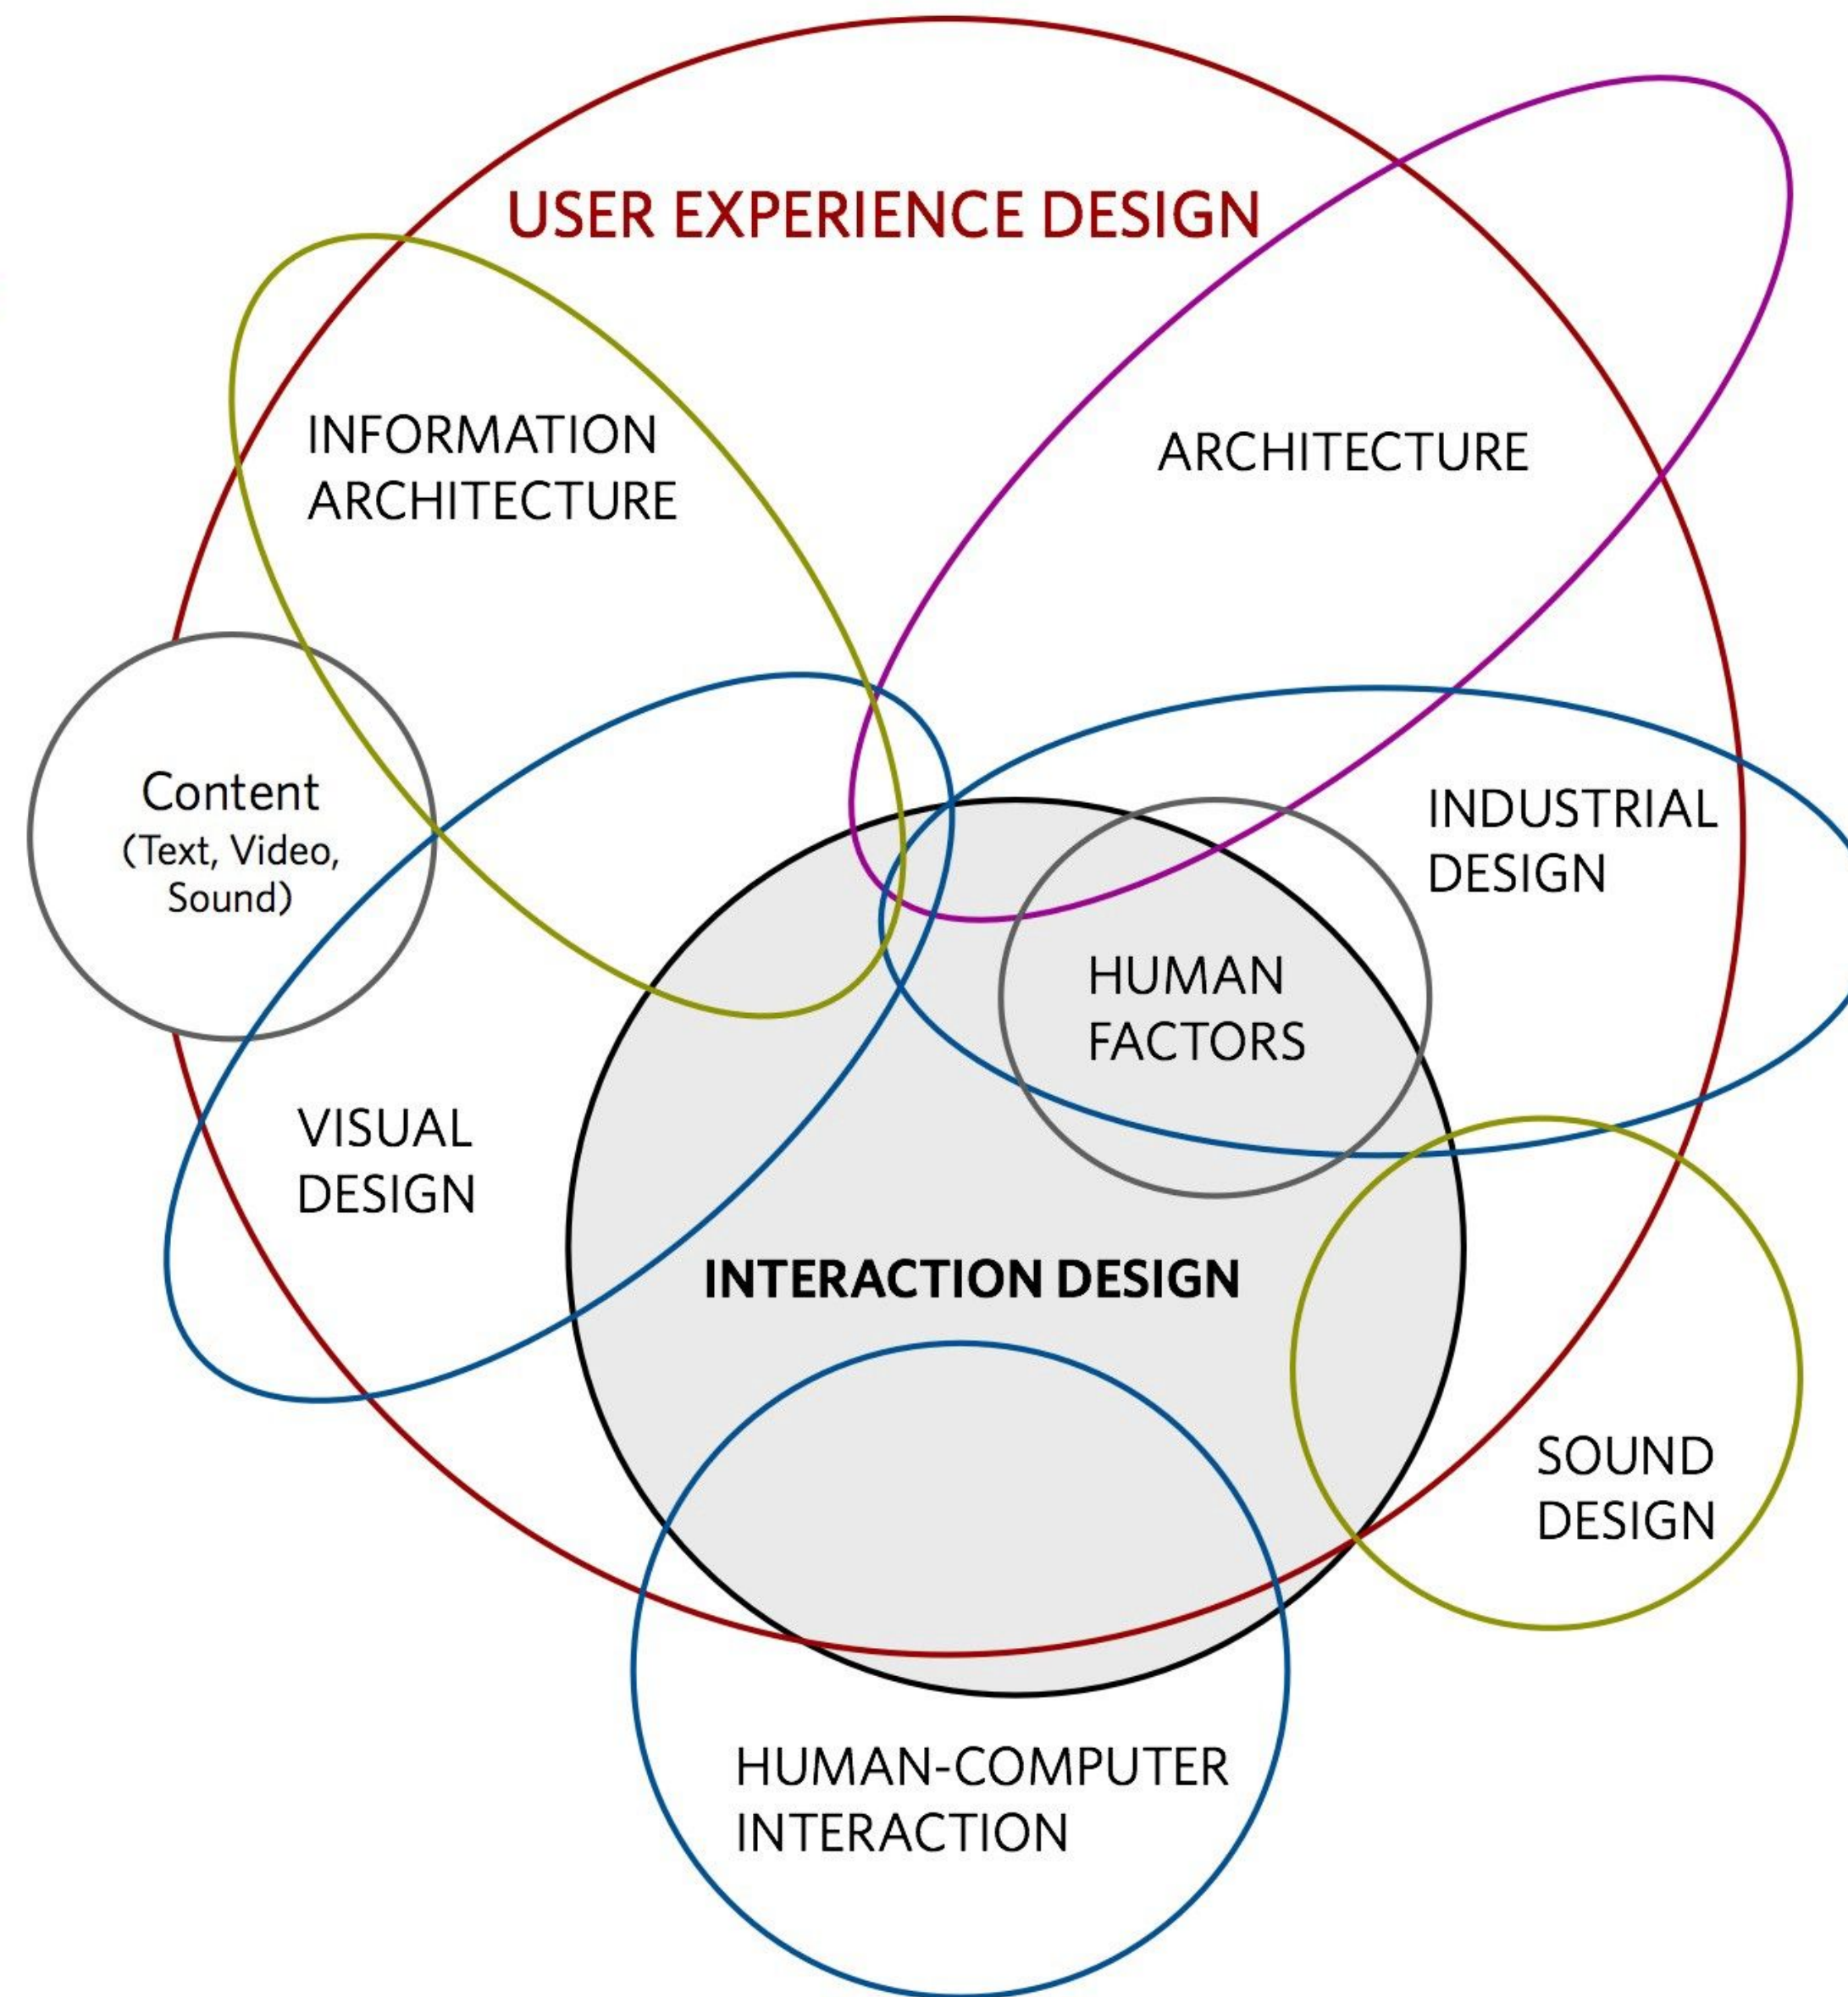 USER EXPERIENCE DESIGN
INFORMATION
ARCHITECTURE
ARCHITECTURE
Content
(Text, Video,
Sound)
INDUSTRIAL
DESIGN
HUMAN
FACTORS
VISUAL
DESIGN
INTERACTION DESIGN
SOUND
DESIGN
HUMAN-COMPUTER
INTERACTION